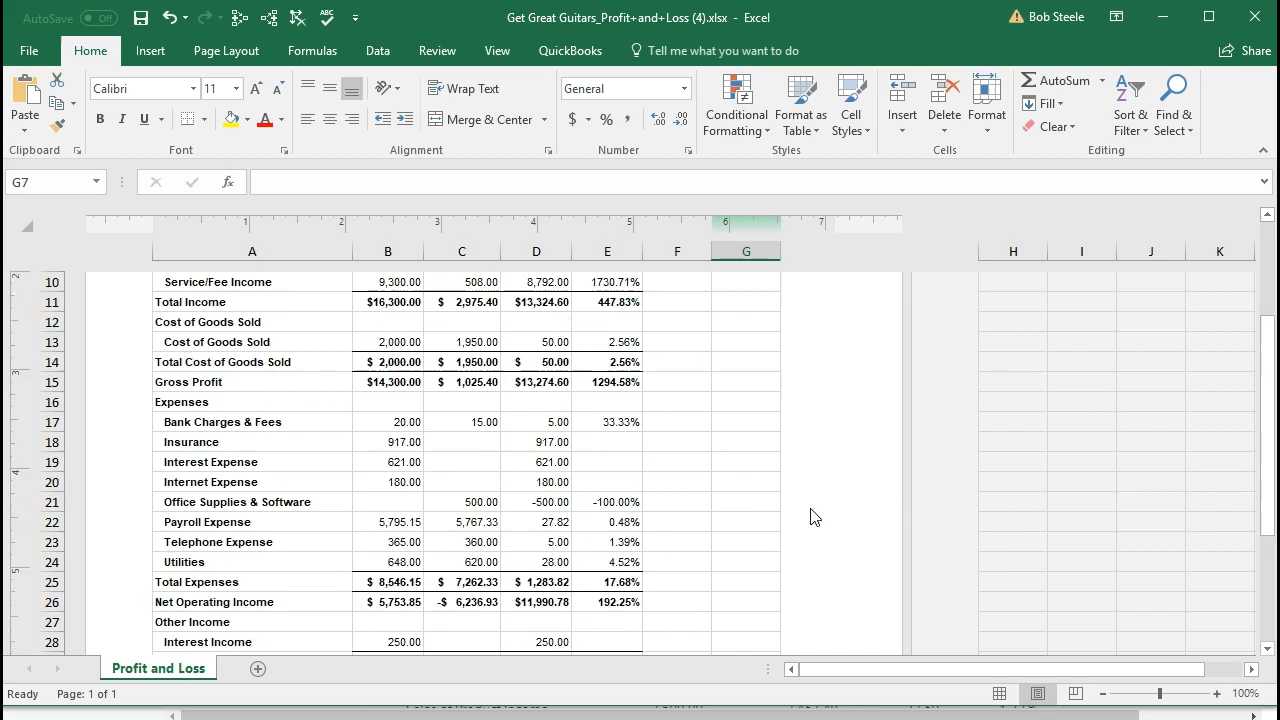 AutoSave Off Get Great Guitars_Profit+and+Loss (4).xlsx - Excel Bob Steele
File Home Insert Page Layout Formulas Data Review View QuickBooks Tell me what you want to do Share
Calibri 11 Wrap Text General AutoSum
Paste B I U Merge & Center $ % , Conditional Formatting Format as Table Cell Styles Insert Delete Format Fill Clear Sort & Filter Find & Select
Clipboard Font Alignment Number Styles Cells Editing
G7 fx
1 2 3 4 5 6 7
A B C D E F G H I J K
10 Service/Fee Income 9,300.00 508.00 8,792.00 1730.71%
11 Total Income $16,300.00 $ 2,975.40 $13,324.60 447.83%
12 Cost of Goods Sold
13 Cost of Goods Sold 2,000.00 1,950.00 50.00 2.56%
14 Total Cost of Goods Sold $ 2,000.00 $ 1,950.00 $ 50.00 2.56%
15 Gross Profit $14,300.00 $ 1,025.40 $13,274.60 1294.58%
16 Expenses
17 Bank Charges & Fees 20.00 15.00 5.00 33.33%
18 Insurance 917.00 917.00
19 Interest Expense 621.00 621.00
20 Internet Expense 180.00 180.00
21 Office Supplies & Software 500.00 -500.00 -100.00%
22 Payroll Expense 5,795.15 5,767.33 27.82 0.48%
23 Telephone Expense 365.00 360.00 5.00 1.39%
24 Utilities 648.00 620.00 28.00 4.52%
25 Total Expenses $ 8,546.15 $ 7,262.33 $ 1,283.82 17.68%
26 Net Operating Income $ 5,753.85 -$ 6,236.93 $11,990.78 192.25%
27 Other Income
28 Interest Income 250.00 250.00
Profit and Loss
Ready Page: 1 of 1 100%